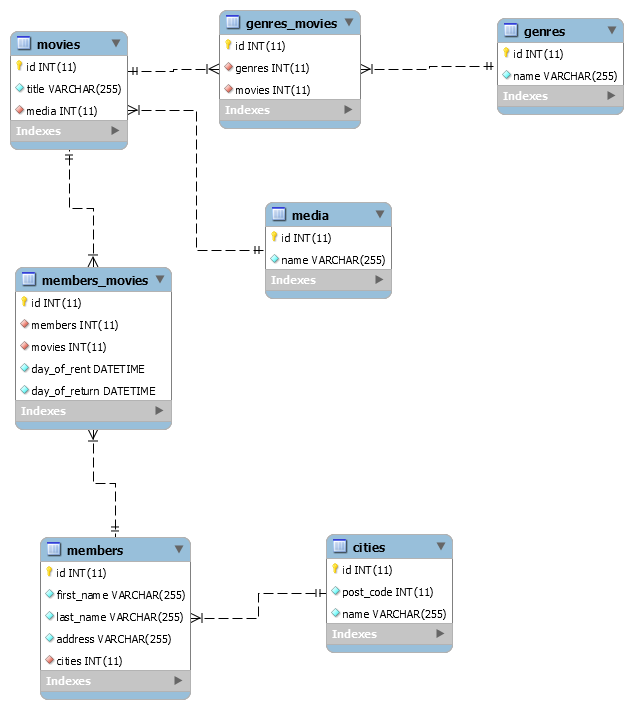 movies
id INT(11)
title VARCHAR(255)
media INT(11)
Indexes
genres_movies
id INT(11)
genres INT(11)
movies INT(11)
Indexes
genres
id INT(11)
name VARCHAR(255)
Indexes
media
id INT(11)
name VARCHAR(255)
Indexes
members_movies
id INT(11)
members INT(11)
movies INT(11)
day_of_rent DATETIME
day_of_return DATETIME
Indexes
members
id INT(11)
first_name VARCHAR(255)
last_name VARCHAR(255)
address VARCHAR(255)
cities INT(11)
Indexes
cities
id INT(11)
post_code INT(11)
name VARCHAR(255)
Indexes